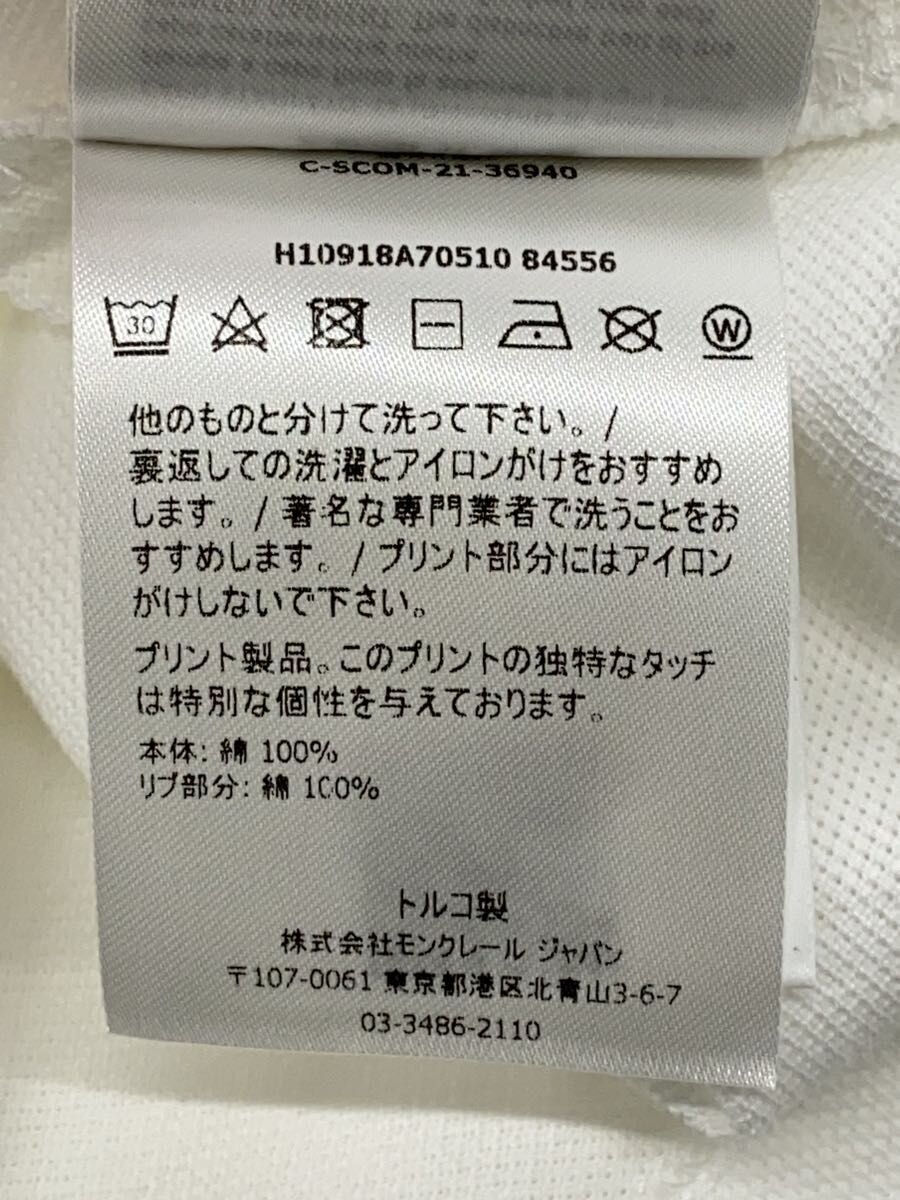 C-SCOM-21-36940
H10918A70510 84556
30
W
他のものと分けて洗って下さい。/
裏返しての洗濯とアイロンがけをおすすめ
します。/ 著名な専門業者で洗うことをお
すすめします。/ プリント部分にはアイロン
がけしないで下さい。
プリント製品。このプリントの独特なタッチ
は特別な個性を与えております。
本体: 綿 100%
リブ部分: 綿 100%
トルコ製
株式会社モンクレール ジャパン
〒107-0061 東京都港区北青山3-6-7
03-3486-2110